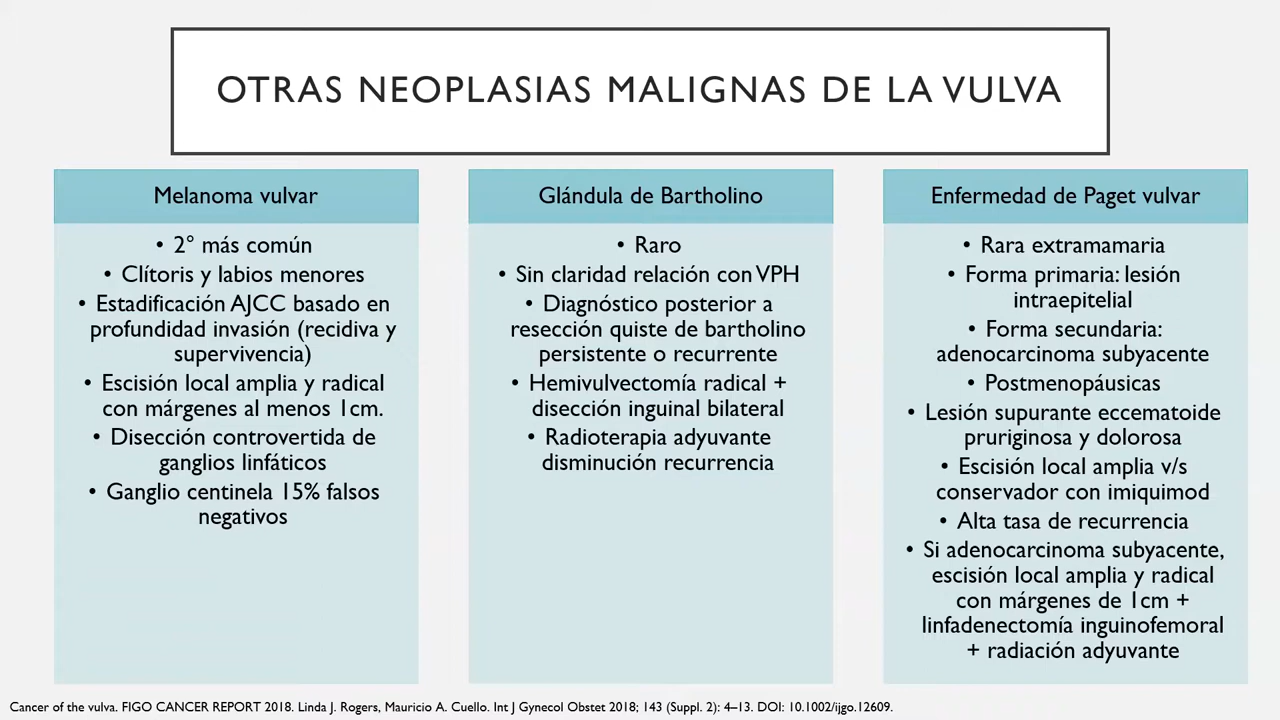 OTRAS NEOPLASIAS MALIGNAS DE LA VULVA
Melanoma vulvar
• 2° más común
• Clítoris y labios menores
• Estadificación AJCC basado en
profundidad invasión (recidiva y
supervivencia)
• Escisión local amplia y radical
con márgenes al menos 1cm.
• Disección controvertida de
ganglios linfáticos
• Ganglio centinela 15% falsos
negativos
Glándula de Bartholino
• Raro
• Sin claridad relación con VPH
• Diagnóstico posterior a
resección quiste de bartholino
persistente o recurrente
• Hemivulvectomía radical +
disección inguinal bilateral
• Radioterapia adyuvante
disminución recurrencia
Enfermedad de Paget vulvar
• Rara extramamaria
• Forma primaria: lesión
intraepitelial
• Forma secundaria:
adenocarcinoma subyacente
• Postmenopáusicas
• Lesión supurante eccematoide
pruriginosa y dolorosa
• Escisión local amplia v/s
conservador con imiquimod
• Alta tasa de recurrencia
• Si adenocarcinoma subyacente,
escisión local amplia y radical
con márgenes de 1cm +
linfadenectomía inguinofemoral
+ radiación adyuvante
Cancer of the vulva. FIGO CANCER REPORT 2018. Linda J. Rogers, Mauricio A. Cuello. Int J Gynecol Obstet 2018; 143 (Suppl. 2): 4–13. DOI: 10.1002/ijgo.12609.